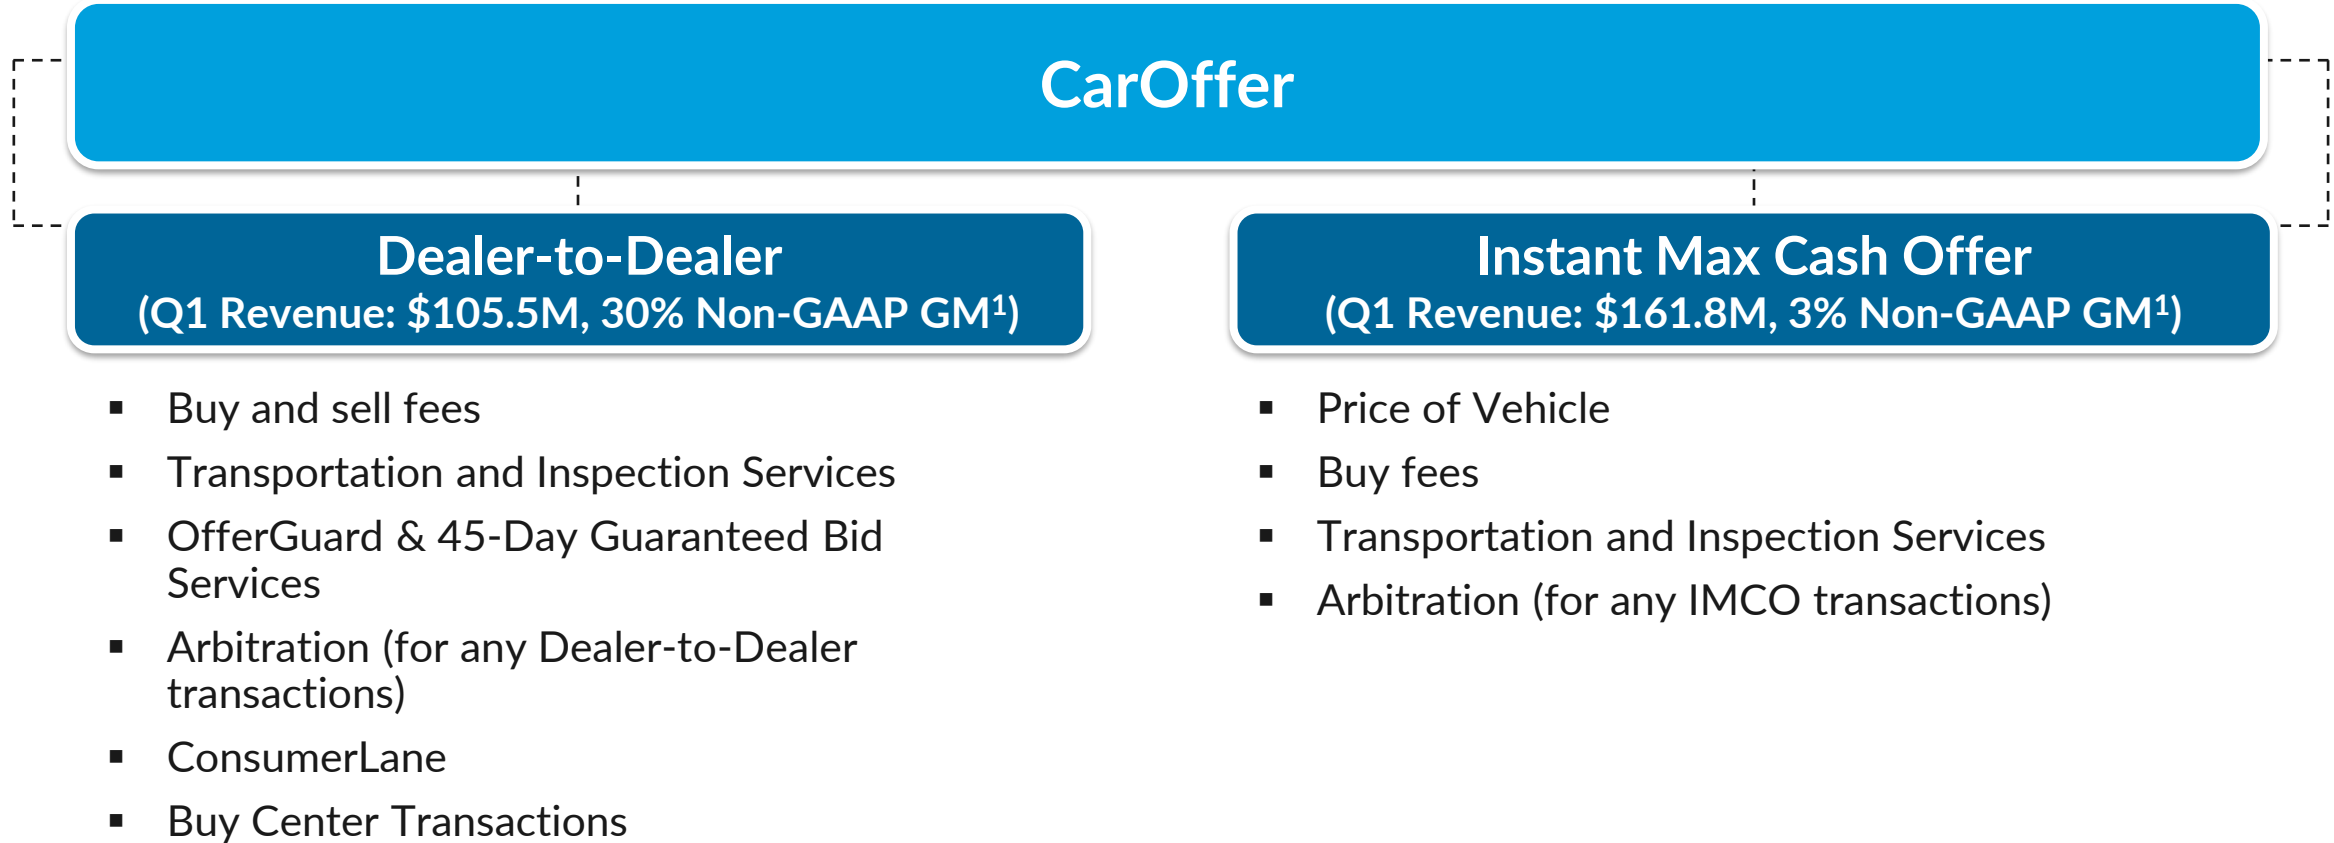 CarOffer
Dealer-to-Dealer
(Q1 Revenue: $105.5M, 30% Non-GAAP GM¹)
▪ Buy and sell fees
▪ Transportation and Inspection Services
▪ OfferGuard & 45-Day Guaranteed Bid
Services
▪ Arbitration (for any Dealer-to-Dealer
transactions)
▪ ConsumerLane
▪ Buy Center Transactions
Instant Max Cash Offer
(Q1 Revenue: $161.8M, 3% Non-GAAP GM¹)
▪ Price of Vehicle
▪ Buy fees
▪ Transportation and Inspection Services
▪ Arbitration (for any IMCO transactions)